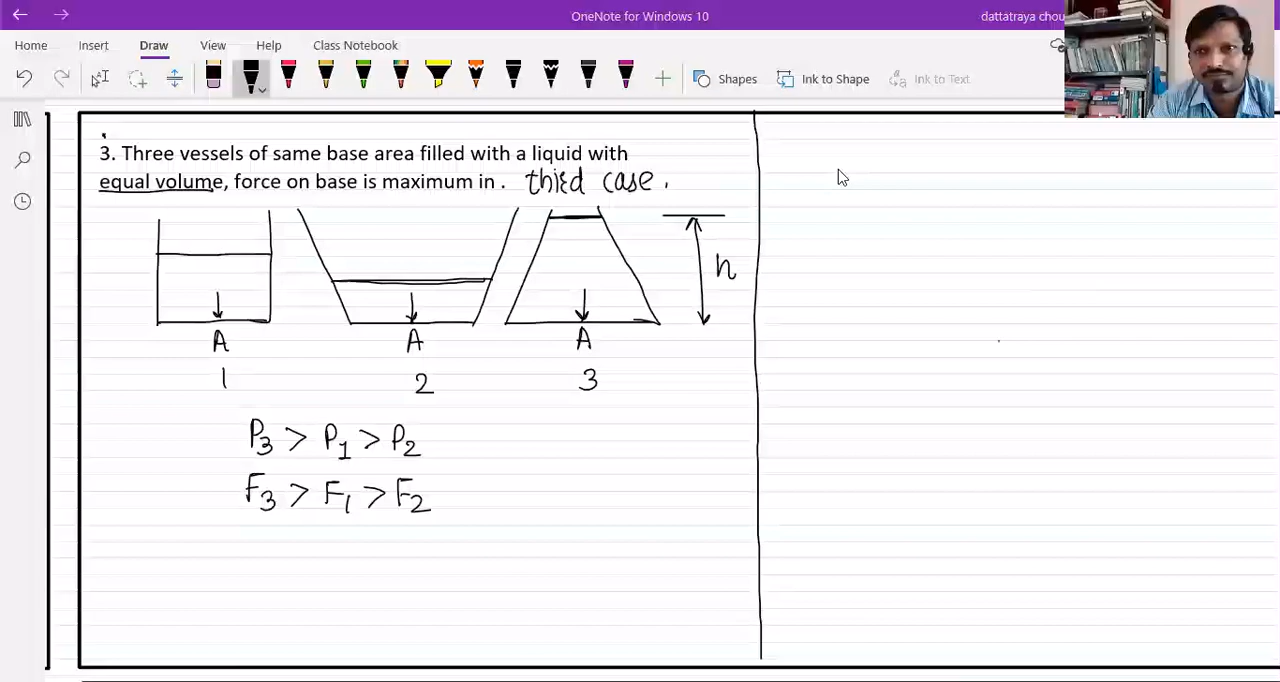 OneNote for Windows 10
dattatraya chou
Home Insert Draw View Help Class Notebook
Shapes Ink to Shape Ink to Text
3. Three vessels of same base area filled with a liquid with
equal volume, force on base is maximum in . third case.
h
A A A
1 2 3
P3 > P1 > P2
F3 > F1 > F2